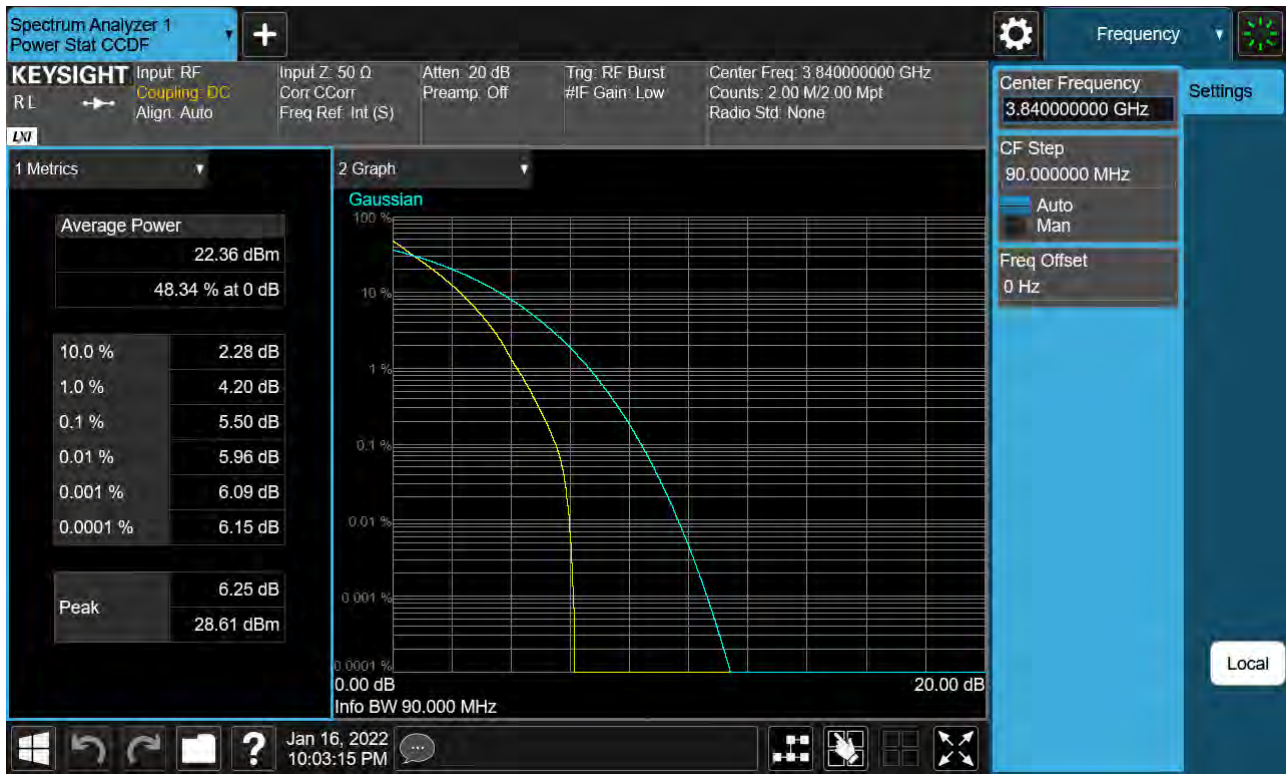 Spectrum Analyzer 1
Power Stat CCDF
Frequency
KEYSIGHT
RL
LXI
Input: RF
Coupling: DC
Align: Auto
Input Z: 50 Ω
Corr CCorr
Freq Ref: Int (S)
Atten: 20 dB
Preamp: Off
Trig: RF Burst
#IF Gain: Low
Center Freq: 3.840000000 GHz
Counts: 2.00 M/2.00 Mpt
Radio Std: None
Center Frequency
3.840000000 GHz
Settings
CF Step
90.000000 MHz
Auto
Man
Freq Offset
0 Hz
Local
1 Metrics
Average Power
22.36 dBm
48.34 % at 0 dB
10.0 % 2.28 dB
1.0 % 4.20 dB
0.1 % 5.50 dB
0.01 % 5.96 dB
0.001 % 6.09 dB
0.0001 % 6.15 dB
Peak
6.25 dB
28.61 dBm
2 Graph
Gaussian
100 %
10 %
1 %
0.1 %
0.01 %
0.001 %
0.0001 %
0.00 dB 20.00 dB
Info BW 90.000 MHz
?
Jan 16, 2022
10:03:15 PM